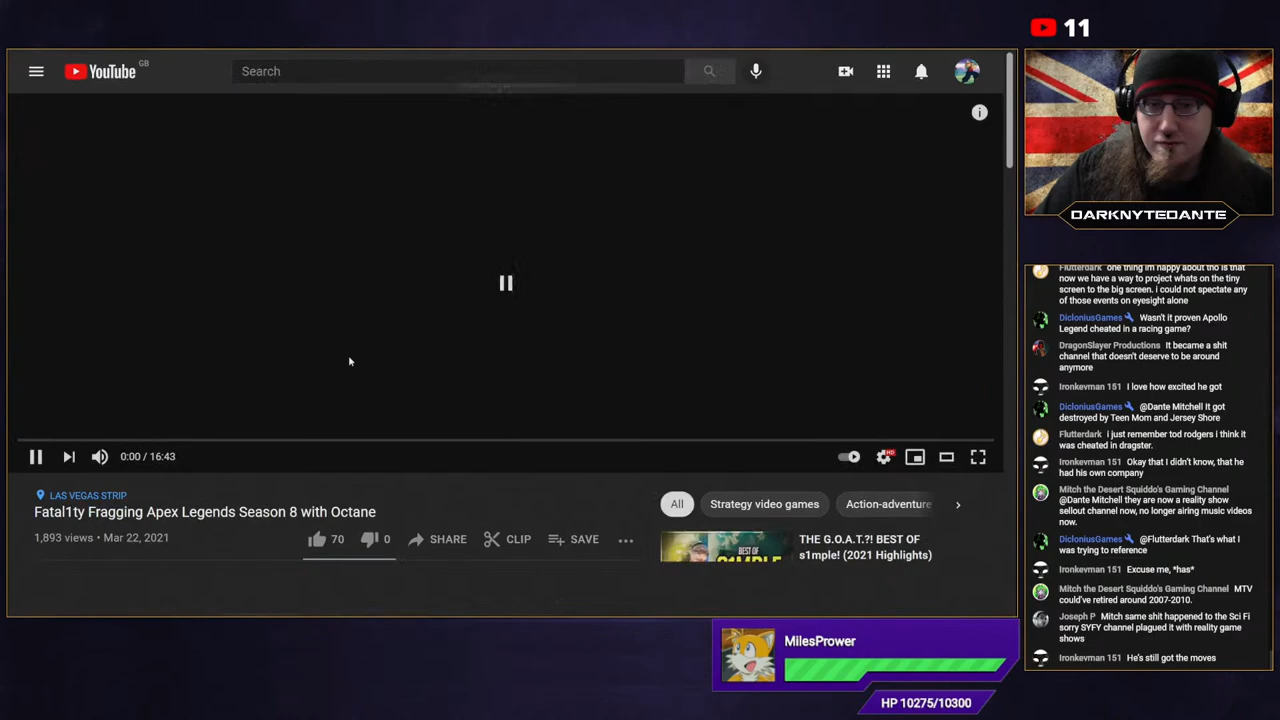 11
YouTube GB
Search
0:00 / 16:43
HD
LAS VEGAS STRIP
Fatal1ty Fragging Apex Legends Season 8 with Octane
1,893 views • Mar 22, 2021
70
0
SHARE
CLIP
SAVE
All
Strategy video games
Action-adventure
BEST OF
S1MPLE
THE G.O.A.T.?! BEST OF
s1mple! (2021 Highlights)
DARKNYTEDANTE
Flutterdark one thing im happy about tho is that
now we have a way to project whats on the tiny
screen to the big screen. i could not spectate any
of those events on eyesight alone
DicloniusGames Wasn't it proven Apollo
Legend cheated in a racing game?
DragonSlayer Productions It became a shit
channel that doesn't deserve to be around
anymore
Ironkevman 151 I love how excited he got
DicloniusGames @Dante Mitchell It got
destroyed by Teen Mom and Jersey Shore
Flutterdark i just remember tod rodgers i think it
was cheated in dragster.
Ironkevman 151 Okay that I didn't know, that he
had his own company
Mitch the Desert Squiddo's Gaming Channel
@Dante Mitchell they are now a reality show
sellout channel now, no longer airing music videos
now.
DicloniusGames @Flutterdark That's what I
was trying to reference
Ironkevman 151 Excuse me, *has*
Mitch the Desert Squiddo's Gaming Channel MTV
could've retired around 2007-2010.
Joseph P Mitch same shit happened to the Sci Fi
sorry SYFY channel plagued it with reality game
shows
Ironkevman 151 He's still got the moves
MilesPrower
HP 10275/10300